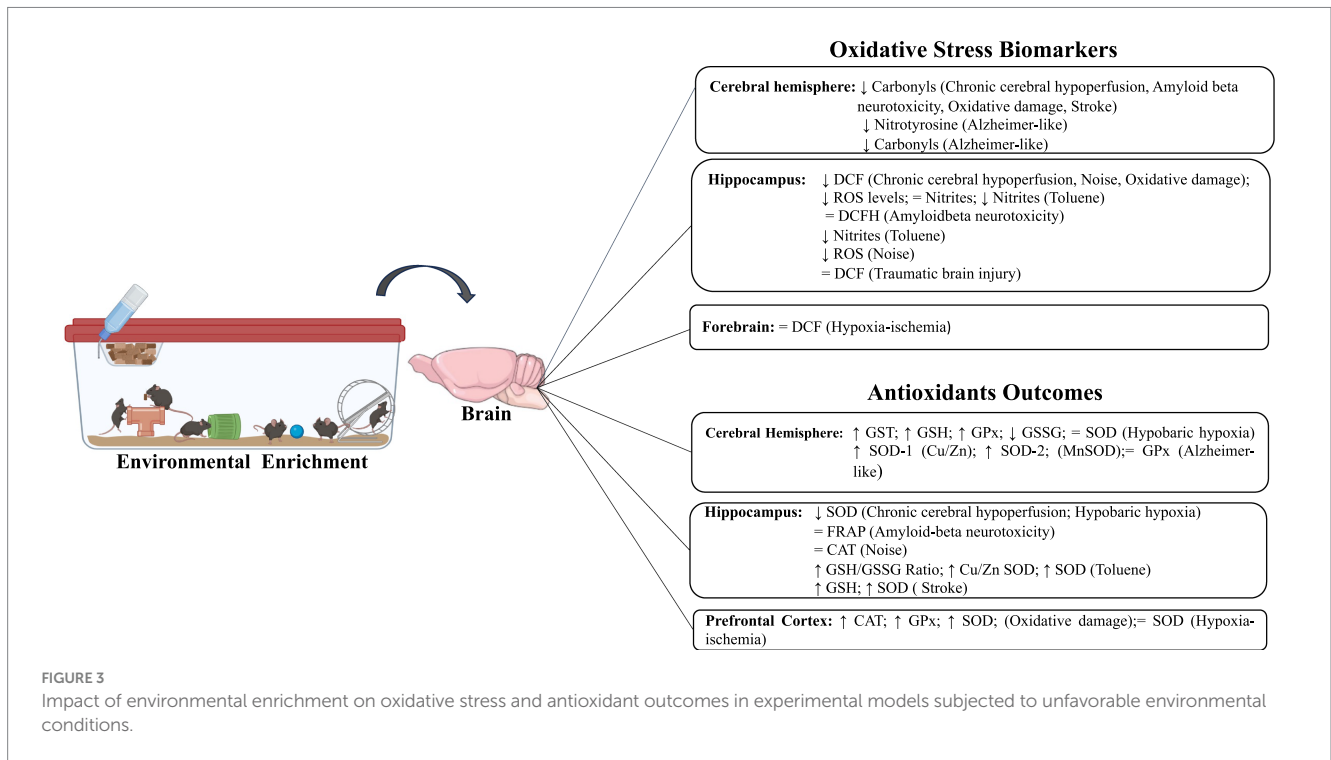 Oxidative Stress Biomarkers
Cerebral hemisphere: ↓ Carbonyls (Chronic cerebral hypoperfusion, Amyloid beta
neurotoxicity, Oxidative damage, Stroke)
↓ Nitrotyrosine (Alzheimer-like)
↓ Carbonyls (Alzheimer-like)
Hippocampus: ↓ DCF (Chronic cerebral hypoperfusion, Noise, Oxidative damage);
↓ ROS levels; = Nitrites; ↓ Nitrites (Toluene)
= DCFH (Amyloidbeta neurotoxicity)
↓ Nitrites (Toluene)
↓ ROS (Noise)
= DCF (Traumatic brain injury)
Forebrain: = DCF (Hypoxia-ischemia)
Environmental Enrichment
Brain
Antioxidants Outcomes
Cerebral Hemisphere: ↑ GST; ↑ GSH; ↑ GPx; ↓ GSSG; = SOD (Hypobaric hypoxia)
↑ SOD-1 (Cu/Zn); ↑ SOD-2; (MnSOD);= GPx (Alzheimer-
like)
Hippocampus: ↓ SOD (Chronic cerebral hypoperfusion; Hypobaric hypoxia)
= FRAP (Amyloid-beta neurotoxicity)
= CAT (Noise)
↑ GSH/GSSG Ratio; ↑ Cu/Zn SOD; ↑ SOD (Toluene)
↑ GSH; ↑ SOD ( Stroke)
Prefrontal Cortex: ↑ CAT; ↑ GPx; ↑ SOD; (Oxidative damage);= SOD (Hypoxia-
ischemia)
FIGURE 3
Impact of environmental enrichment on oxidative stress and antioxidant outcomes in experimental models subjected to unfavorable environmental
conditions.